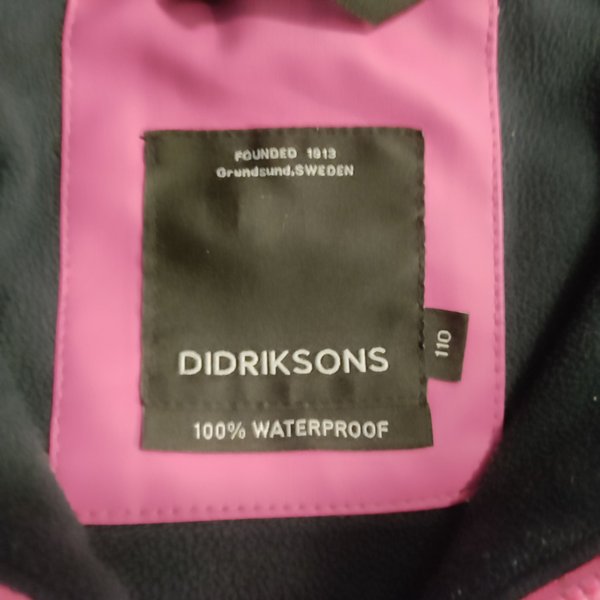 FOUNDED 1913
Grundsund,SWEDEN
DIDRIKSONS
110
100% WATERPROOF